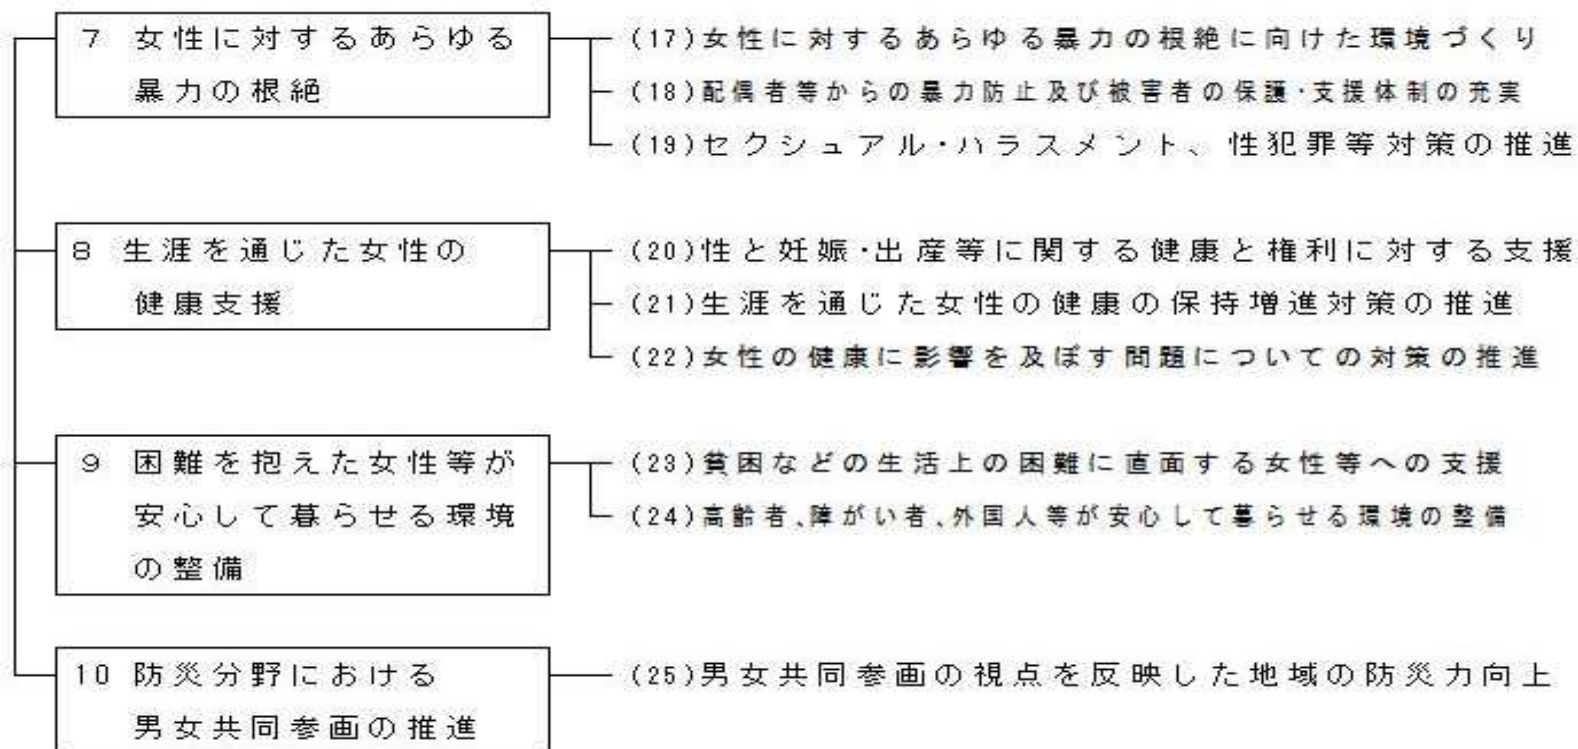 7 女性に対するあらゆる
暴力の根絶
(17)女性に対するあらゆる暴力の根絶に向けた環境づくり
(18)配偶者等からの暴力防止及び被害者の保護・支援体制の充実
(19)セクシュアル・ハラスメント、性犯罪等対策の推進
8 生涯を通じた女性の
健康支援
(20)性と妊娠・出産等に関する健康と権利に対する支援
(21)生涯を通じた女性の健康の保持増進対策の推進
(22)女性の健康に影響を及ぼす問題についての対策の推進
9 困難を抱えた女性等が
安心して暮らせる環境
の整備
(23)貧困などの生活上の困難に直面する女性等への支援
(24)高齢者、障がい者、外国人等が安心して暮らせる環境の整備
10 防災分野における
男女共同参画の推進
(25)男女共同参画の視点を反映した地域の防災力向上